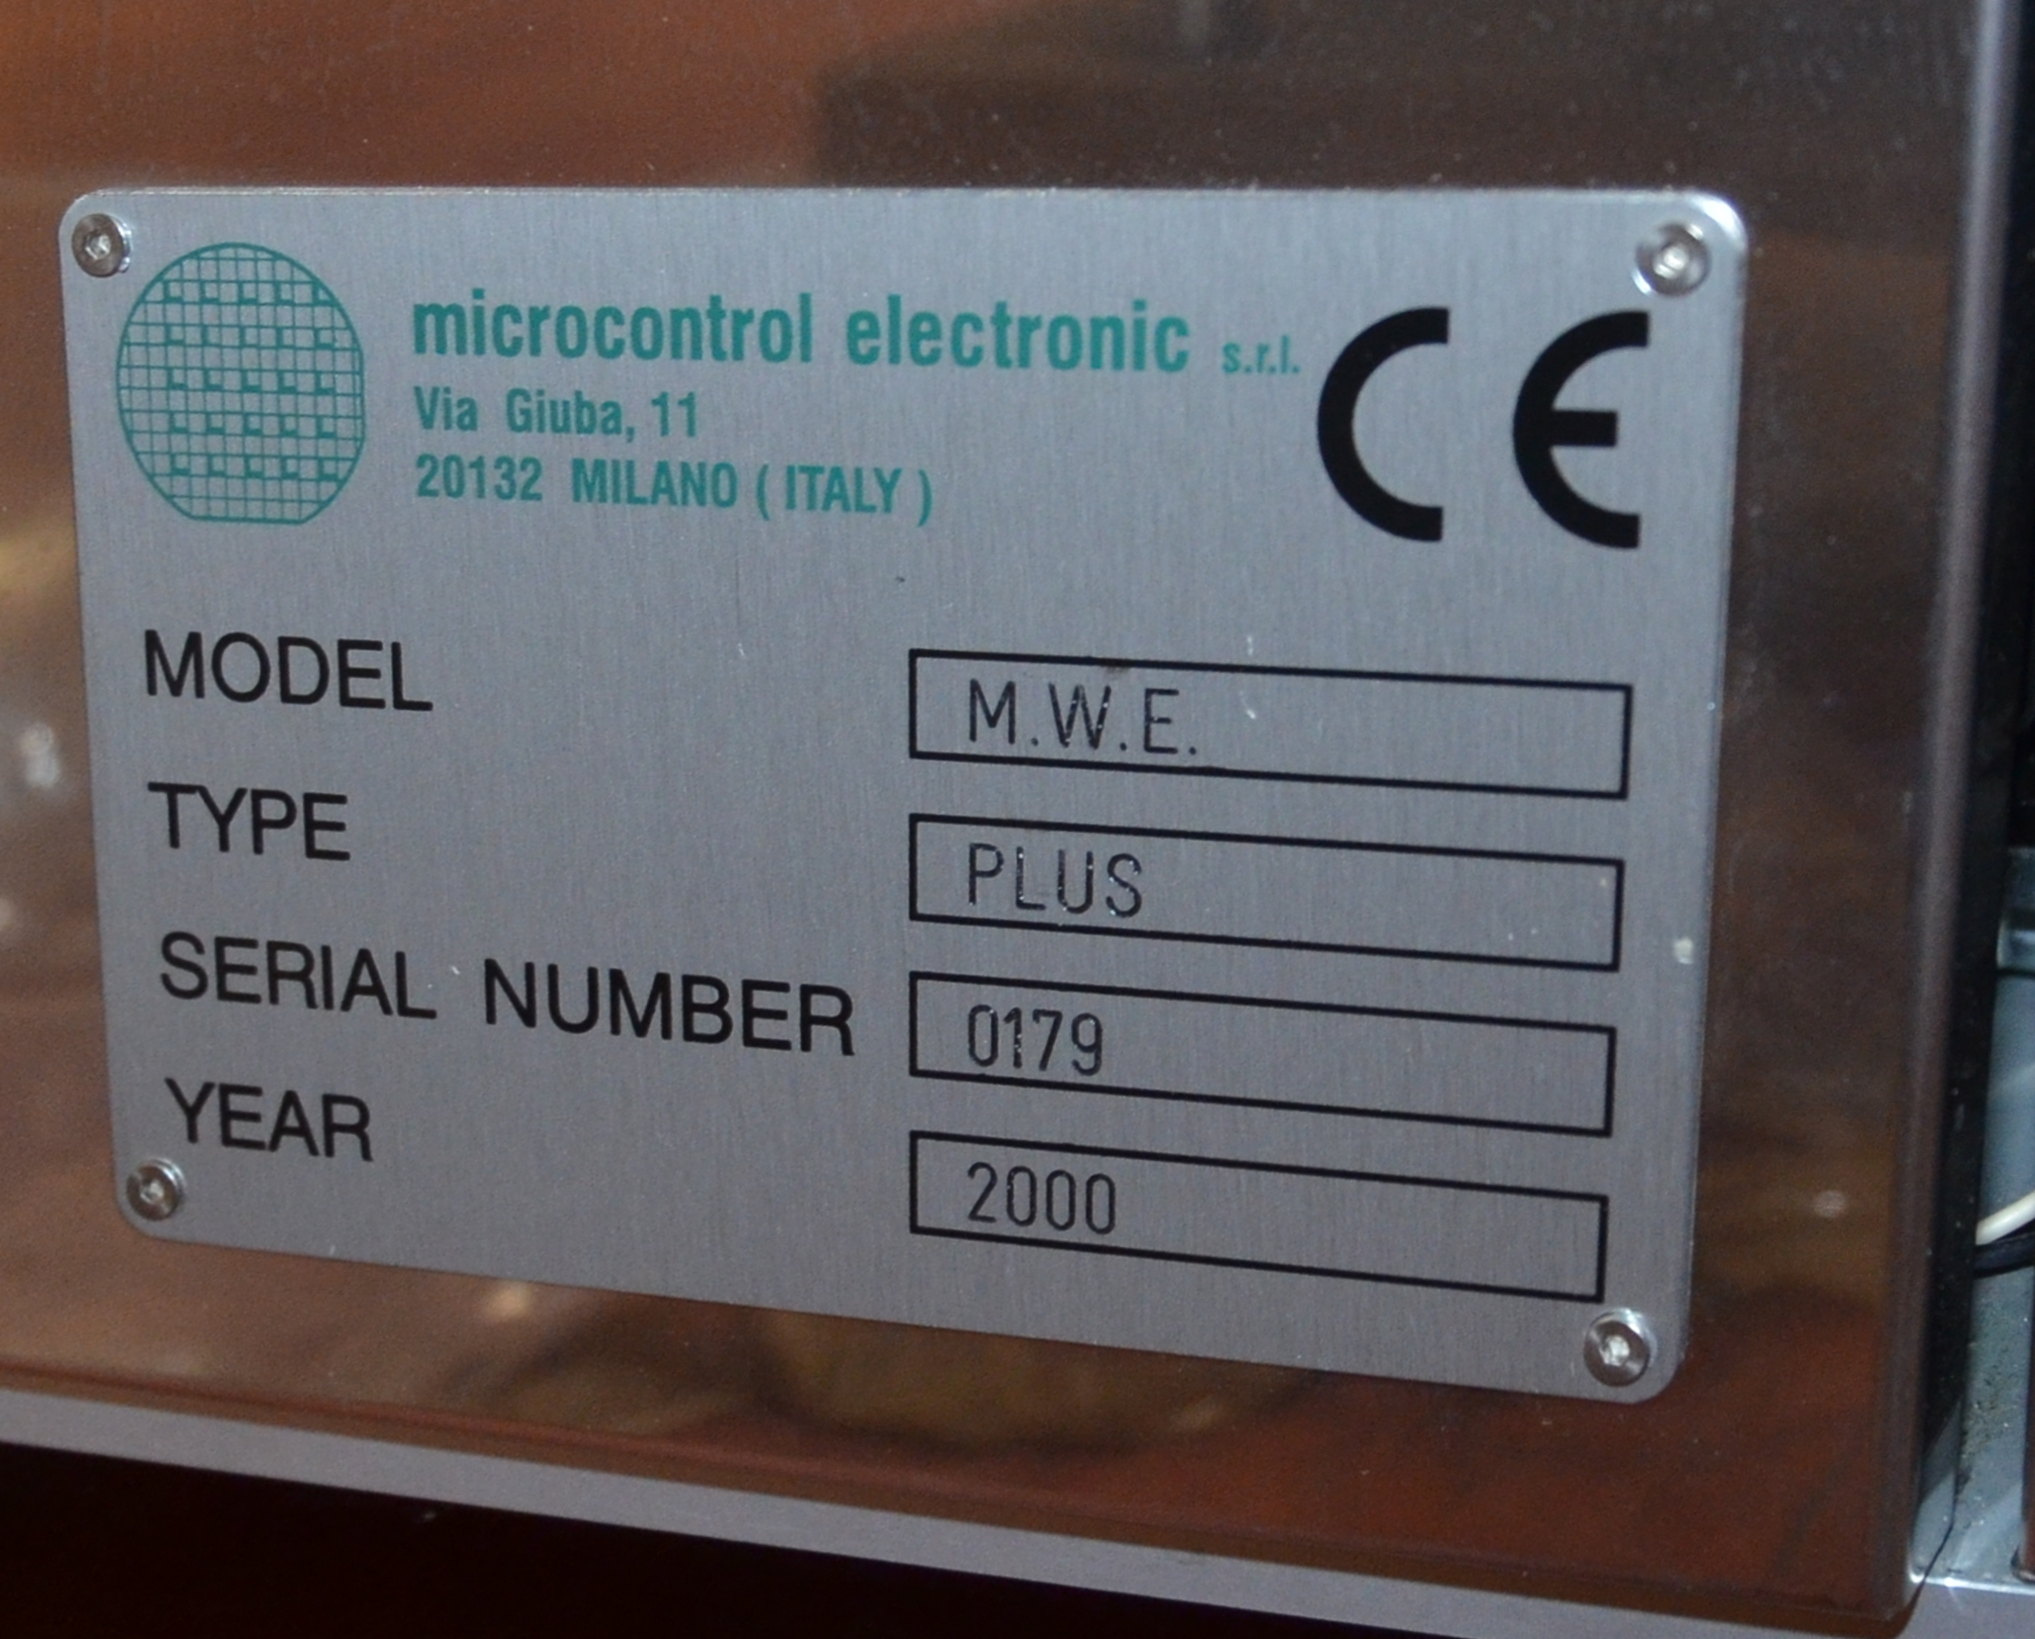 microcontrol electronic s.r.l.
Via Giuba, 11
20132 MILANO ( ITALY )
CE
MODEL M.W.E.
TYPE PLUS
SERIAL NUMBER 0179
YEAR 2000